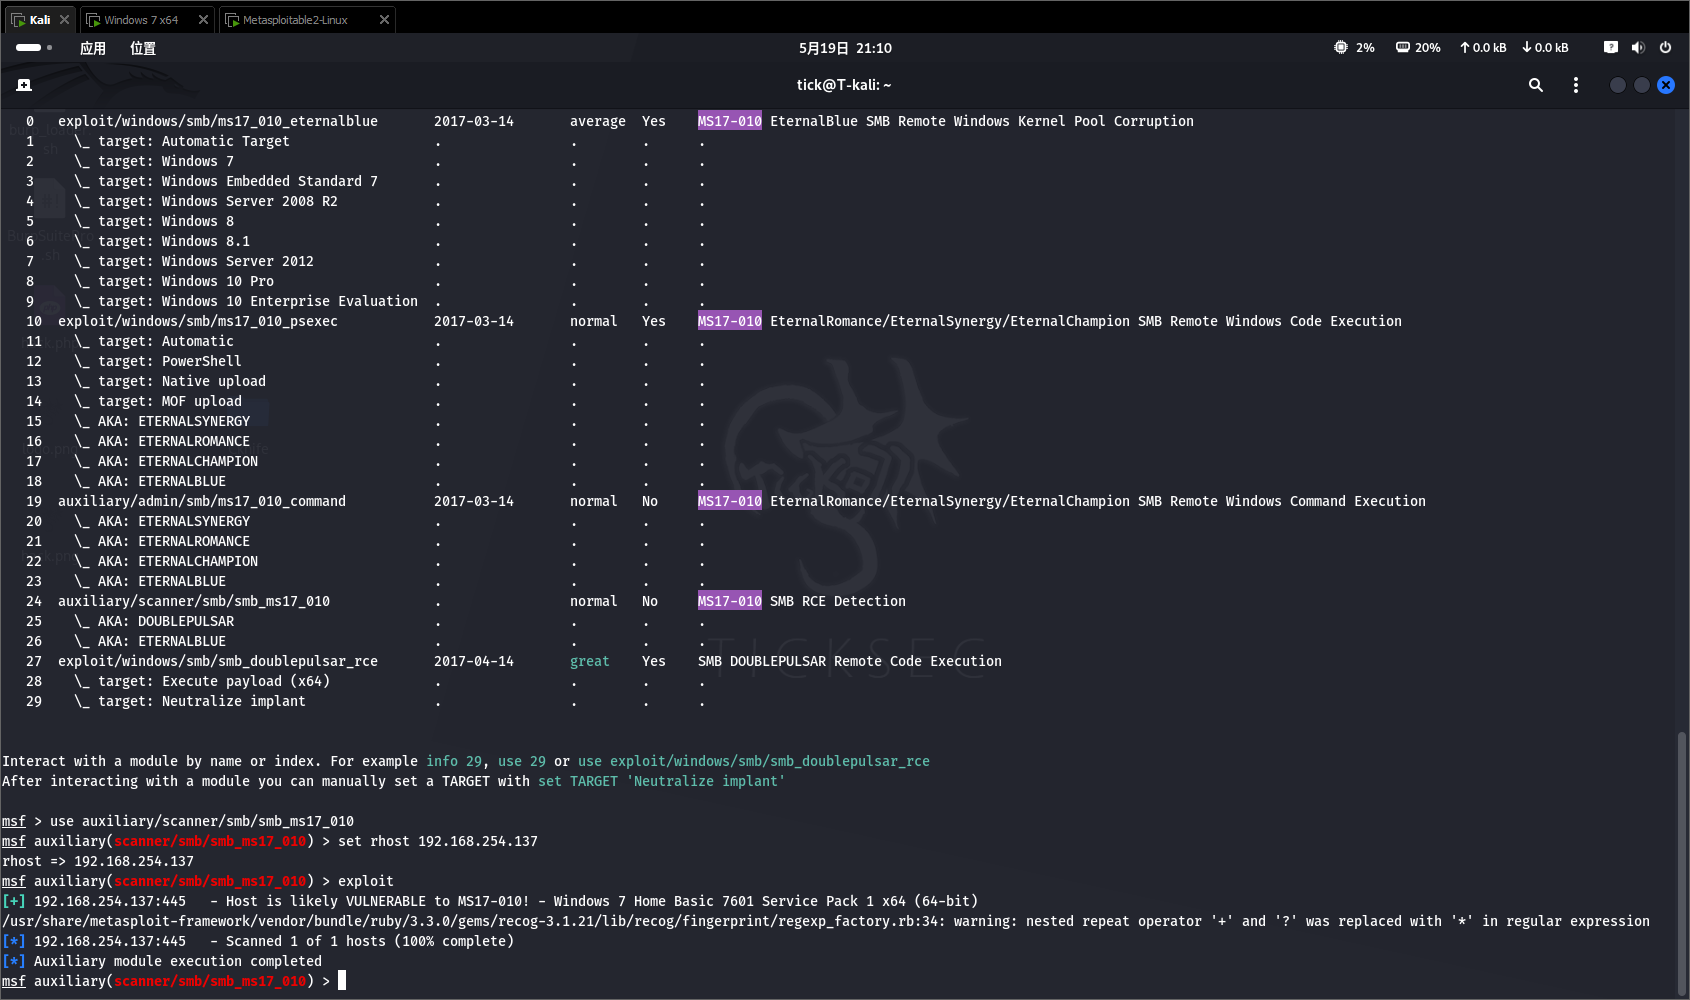 Kali
Windows 7 x64
Metasploitable2-Linux
应用 位置 5月19日 21:10 2% 20% ↑0.0 kB ↓0.0 kB
tick@T-kali: ~
0 exploit/windows/smb/ms17_010_eternalblue 2017-03-14 average Yes MS17-010 EternalBlue SMB Remote Windows Kernel Pool Corruption
1 \_ target: Automatic Target . . . .
2 \_ target: Windows 7 . . . .
3 \_ target: Windows Embedded Standard 7 . . . .
4 \_ target: Windows Server 2008 R2 . . . .
5 \_ target: Windows 8 . . . .
6 \_ target: Windows 8.1 . . . .
7 \_ target: Windows Server 2012 . . . .
8 \_ target: Windows 10 Pro . . . .
9 \_ target: Windows 10 Enterprise Evaluation . . . .
10 exploit/windows/smb/ms17_010_psexec 2017-03-14 normal Yes MS17-010 EternalRomance/EternalSynergy/EternalChampion SMB Remote Windows Code Execution
11 \_ target: Automatic . . . .
12 \_ target: PowerShell . . . .
13 \_ target: Native upload . . . .
14 \_ target: MOF upload . . . .
15 \_ AKA: ETERNALSYNERGY . . . .
16 \_ AKA: ETERNALROMANCE . . . .
17 \_ AKA: ETERNALCHAMPION . . . .
18 \_ AKA: ETERNALBLUE . . . .
19 auxiliary/admin/smb/ms17_010_command 2017-03-14 normal No MS17-010 EternalRomance/EternalSynergy/EternalChampion SMB Remote Windows Command Execution
20 \_ AKA: ETERNALSYNERGY . . . .
21 \_ AKA: ETERNALROMANCE . . . .
22 \_ AKA: ETERNALCHAMPION . . . .
23 \_ AKA: ETERNALBLUE . . . .
24 auxiliary/scanner/smb/smb_ms17_010 . normal No MS17-010 SMB RCE Detection
25 \_ AKA: DOUBLEPULSAR . . . .
26 \_ AKA: ETERNALBLUE . . . .
TICKSEC
27 exploit/windows/smb/smb_doublepulsar_rce 2017-04-14 great Yes SMB DOUBLEPULSAR Remote Code Execution
28 \_ target: Execute payload (x64) . . . .
29 \_ target: Neutralize implant . . . .
Interact with a module by name or index. For example info 29, use 29 or use exploit/windows/smb/smb_doublepulsar_rce
After interacting with a module you can manually set a TARGET with set TARGET 'Neutralize implant'
msf > use auxiliary/scanner/smb/smb_ms17_010
msf auxiliary(scanner/smb/smb_ms17_010) > set rhost 192.168.254.137
rhost => 192.168.254.137
msf auxiliary(scanner/smb/smb_ms17_010) > exploit
[+] 192.168.254.137:445 - Host is likely VULNERABLE to MS17-010! - Windows 7 Home Basic 7601 Service Pack 1 x64 (64-bit)
/usr/share/metasploit-framework/vendor/bundle/ruby/3.3.0/gems/recog-3.1.21/lib/recog/fingerprint/regexp_factory.rb:34: warning: nested repeat operator '+' and '?' was replaced with '*' in regular expression
[*] 192.168.254.137:445 - Scanned 1 of 1 hosts (100% complete)
[*] Auxiliary module execution completed
msf auxiliary(scanner/smb/smb_ms17_010) >